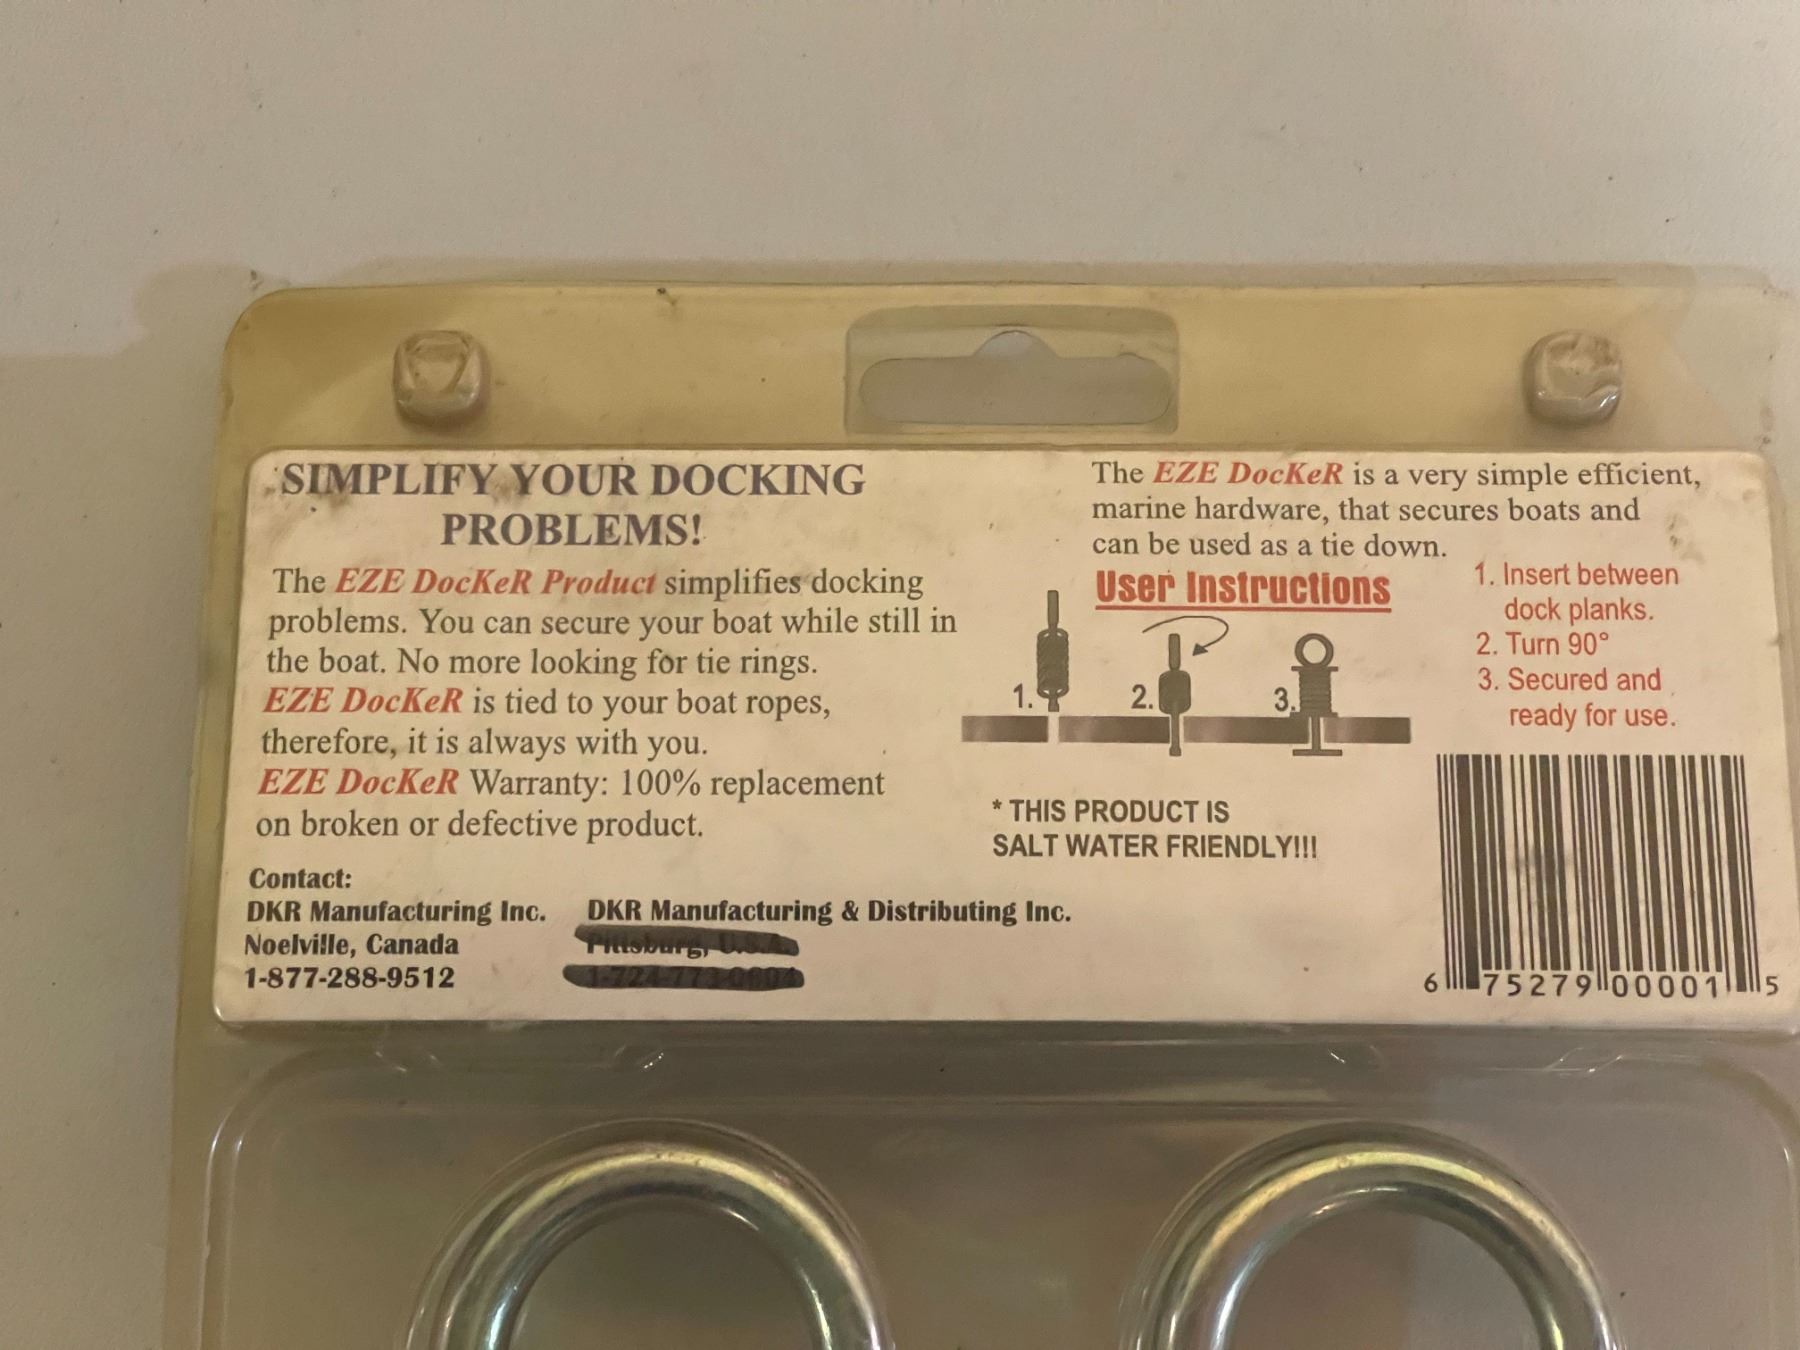 SIMPLIFY YOUR DOCKING
PROBLEMS!
The EZE DocKeR Product simplifies docking
problems. You can secure your boat while still in
the boat. No more looking for tie rings.
EZE DocKeR is tied to your boat ropes,
therefore, it is always with you.
EZE DocKeR Warranty: 100% replacement
on broken or defective product.
Contact:
DKR Manufacturing Inc.
Noelville, Canada
1-877-288-9512
DKR Manufacturing & Distributing Inc.
Pittsburg, U.S.A.
The EZE DocKeR is a very simple efficient,
marine hardware, that secures boats and
can be used as a tie down.
User Instructions
1.
2.
3.
1. Insert between
dock planks.
2. Turn 90°
3. Secured and
ready for use.
* THIS PRODUCT IS
SALT WATER FRIENDLY!!!
6 75279 00001 5